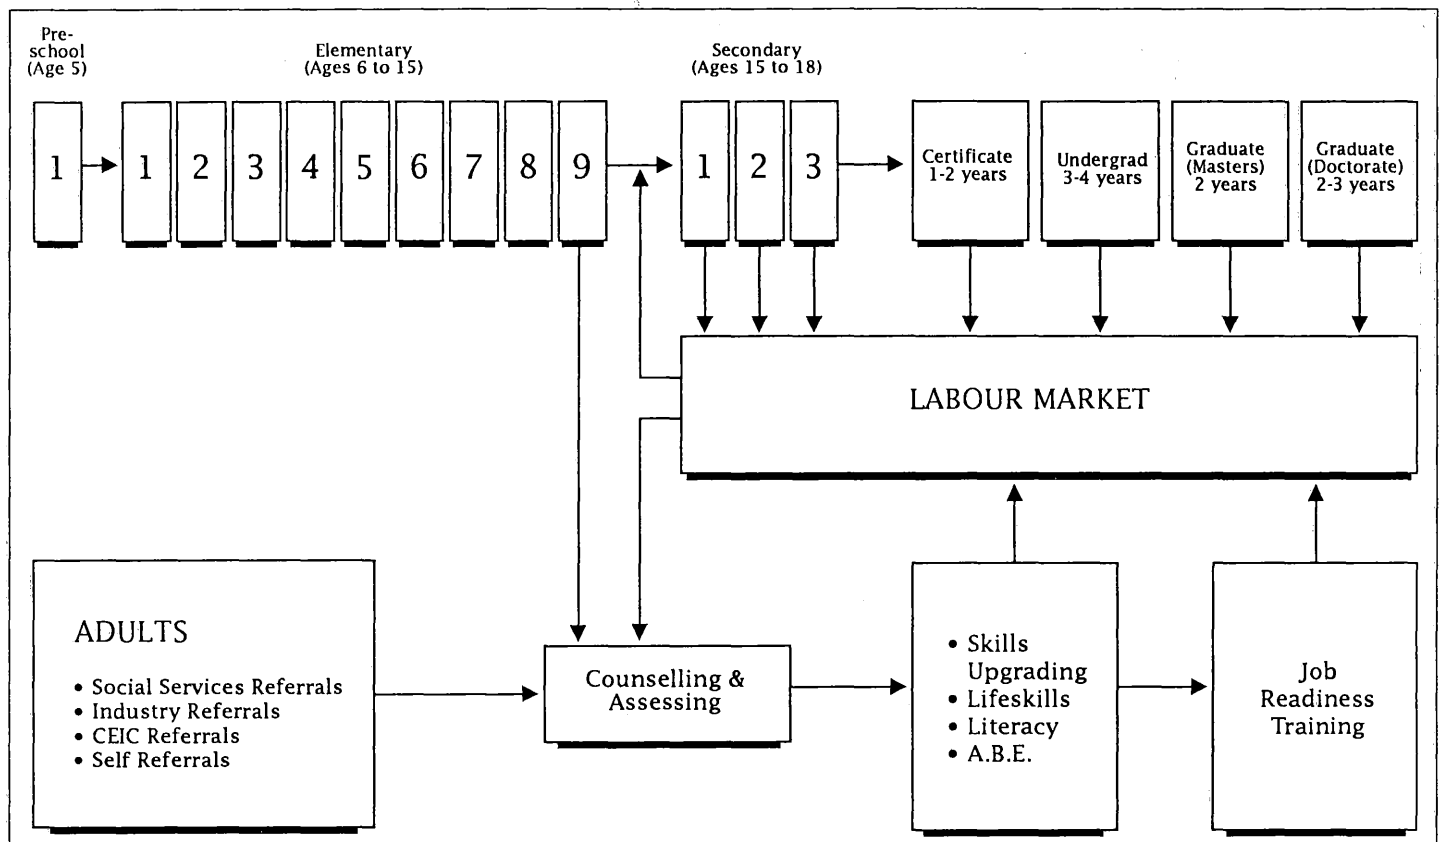 Pre-
school
(Age 5)
Elementary
(Ages 6 to 15)
Secondary
(Ages 15 to 18)
1
1
2
3
4
5
6
7
8
9
1
2
3
Certificate
1-2 years
Undergrad
3-4 years
Graduate
(Masters)
2 years
Graduate
(Doctorate)
2-3 years
LABOUR MARKET
ADULTS
• Social Services Referrals
• Industry Referrals
• CEIC Referrals
• Self Referrals
Counselling &
Assessing
• Skills
Upgrading
• Lifeskills
• Literacy
• A.B.E.
Job
Readiness
Training